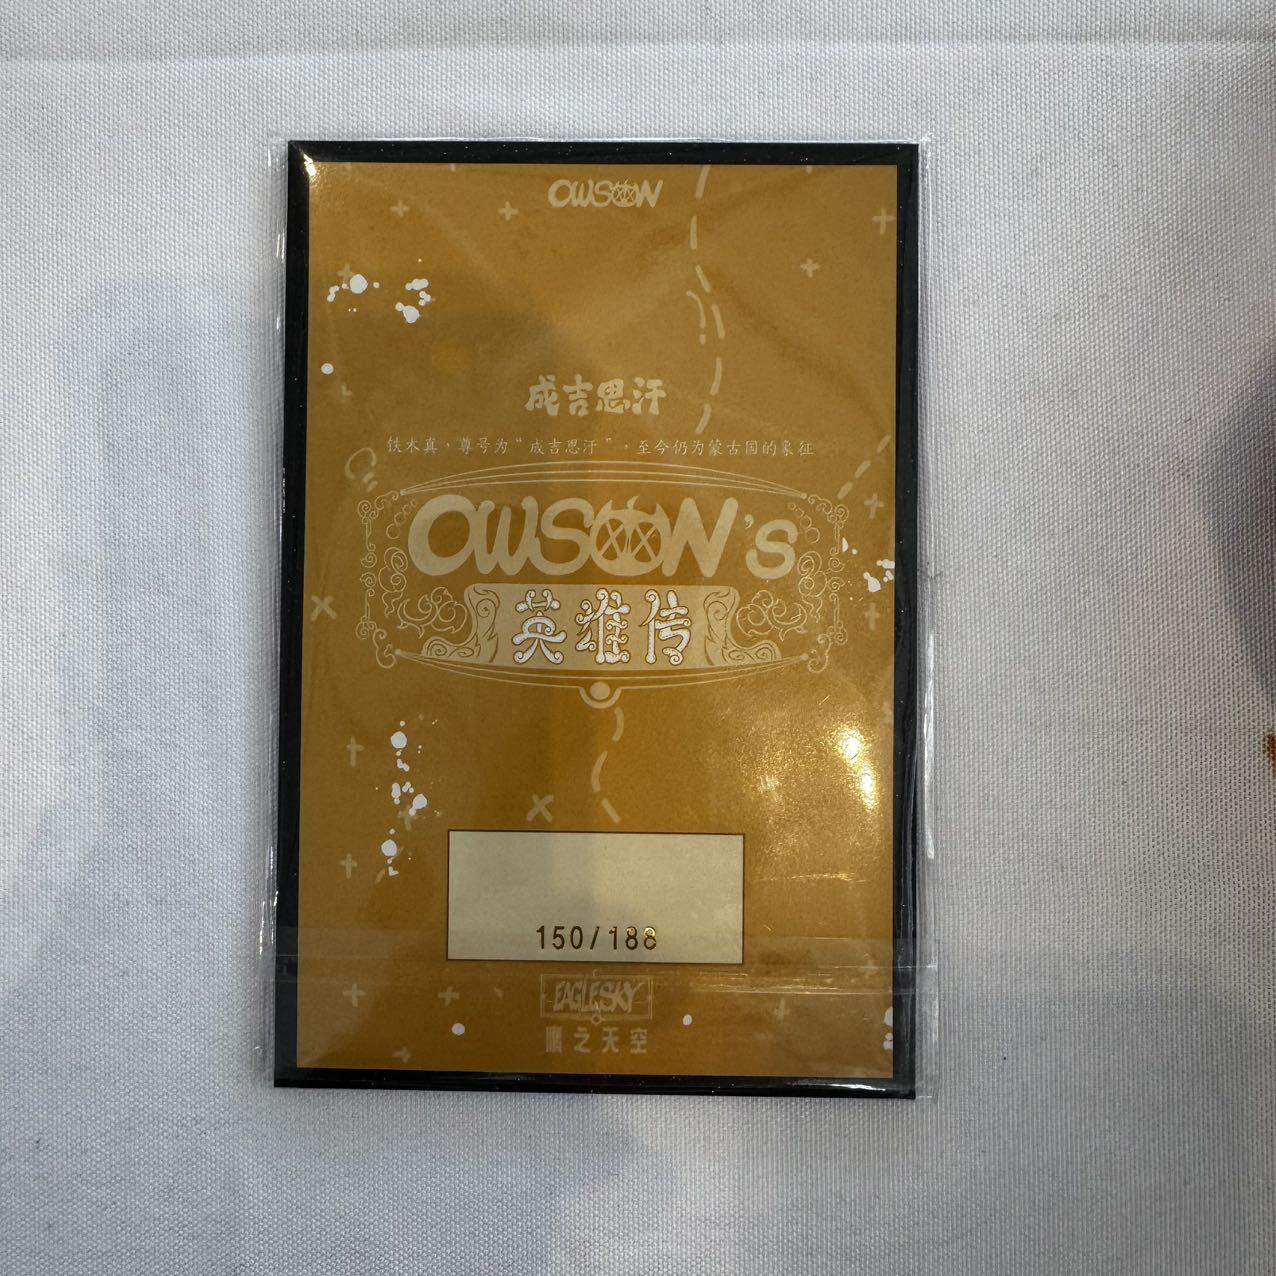 OWSON
成吉思汗
铁木真，尊号为“成吉思汗”，至今仍为蒙古国的象征
OWSON's
英雄传
150/188
EAGLESKY
鹰之天空